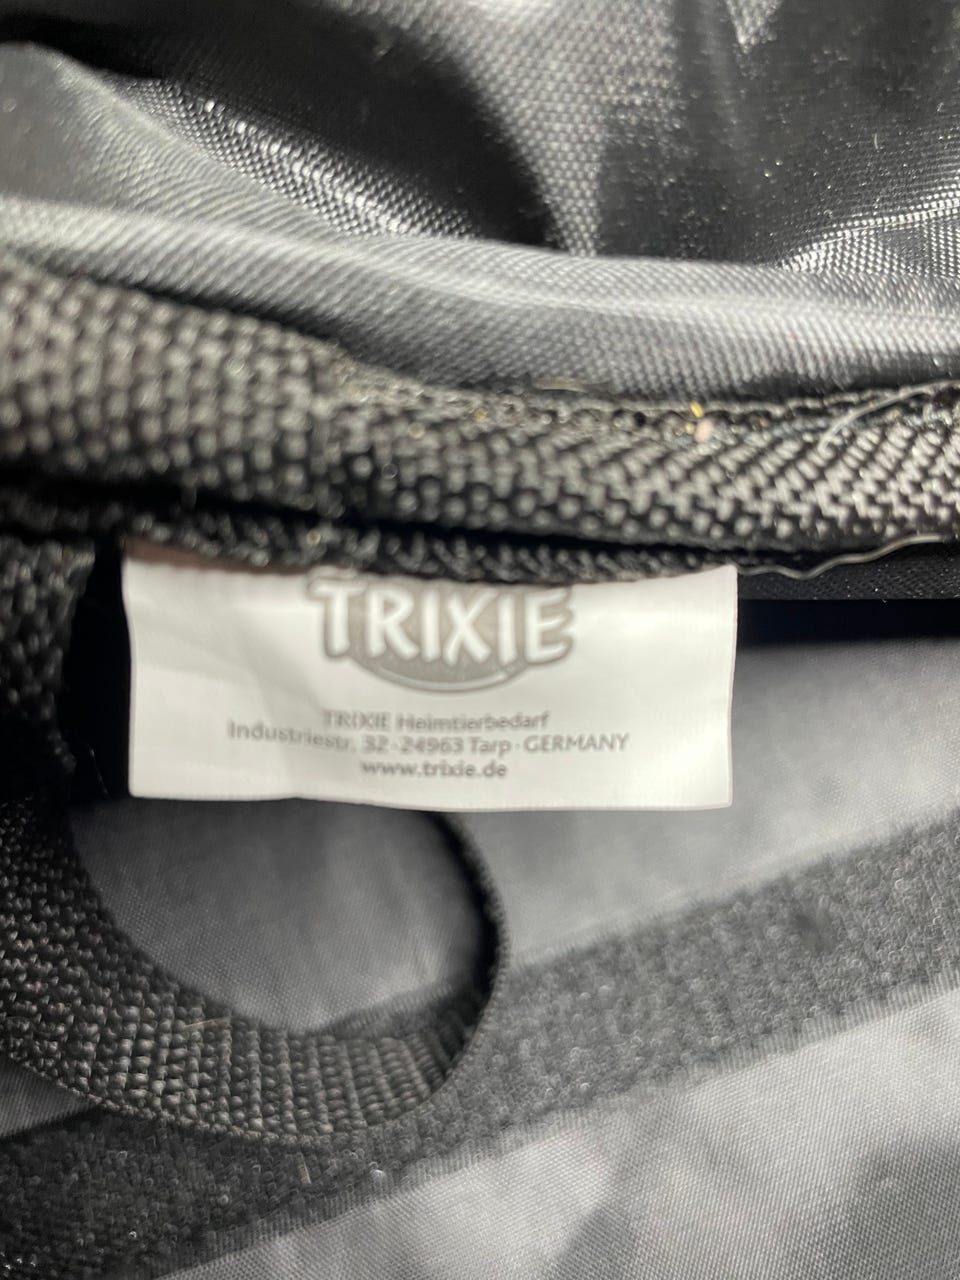 TRIXIE
TRIXIE Heimtierbedarf
Industriestr. 32 · 24963 Tarp · GERMANY
www.trixie.de